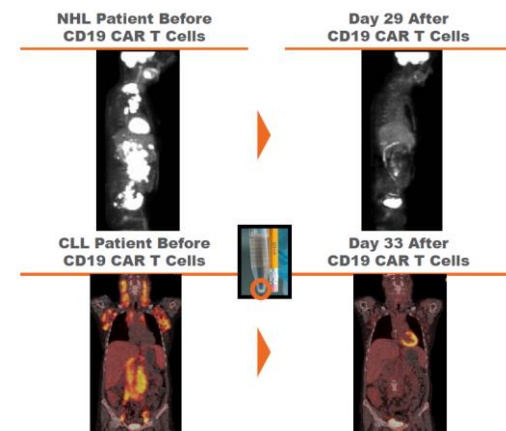 NHL Patient Before
CD19 CAR T Cells
Day 29 After
CD19 CAR T Cells
CLL Patient Before
CD19 CAR T Cells
Day 33 After
CD19 CAR T Cells